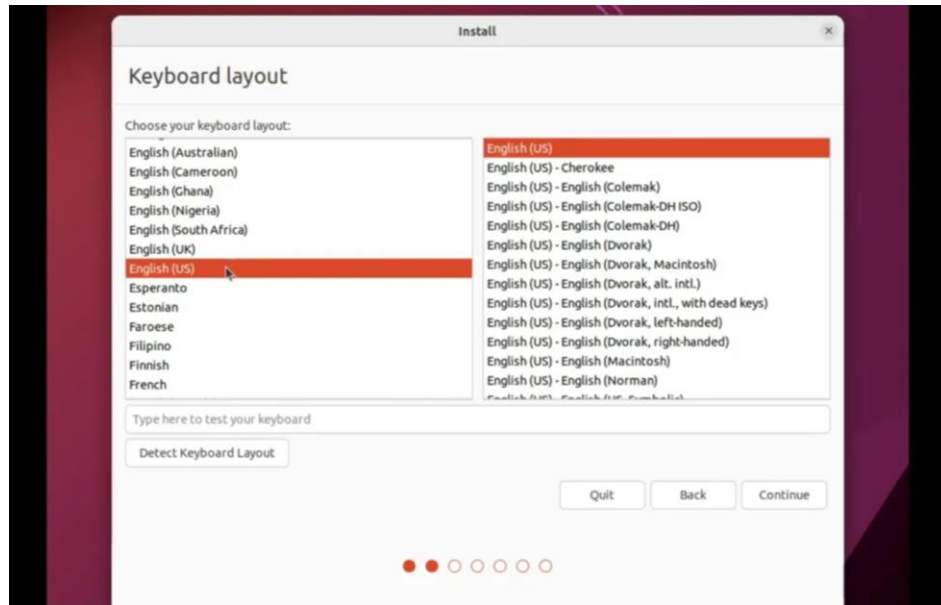 Install
Keyboard layout
Choose your keyboard layout:
English (Australian)
English (Cameroon)
English (Ghana)
English (Nigeria)
English (South Africa)
English (UK)
English (US)
Esperanto
Estonian
Faroese
Filipino
Finnish
French
English (US)
English (US) - Cherokee
English (US) - English (Colemak)
English (US) - English (Colemak-DH ISO)
English (US) - English (Colemak-DH)
English (US) - English (Dvorak)
English (US) - English (Dvorak, Macintosh)
English (US) - English (Dvorak, alt. intl.)
English (US) - English (Dvorak, intl., with dead keys)
English (US) - English (Dvorak, left-handed)
English (US) - English (Dvorak, right-handed)
English (US) - English (Macintosh)
English (US) - English (Norman)
Type here to test your keyboard
Detect Keyboard Layout
Quit
Back
Continue